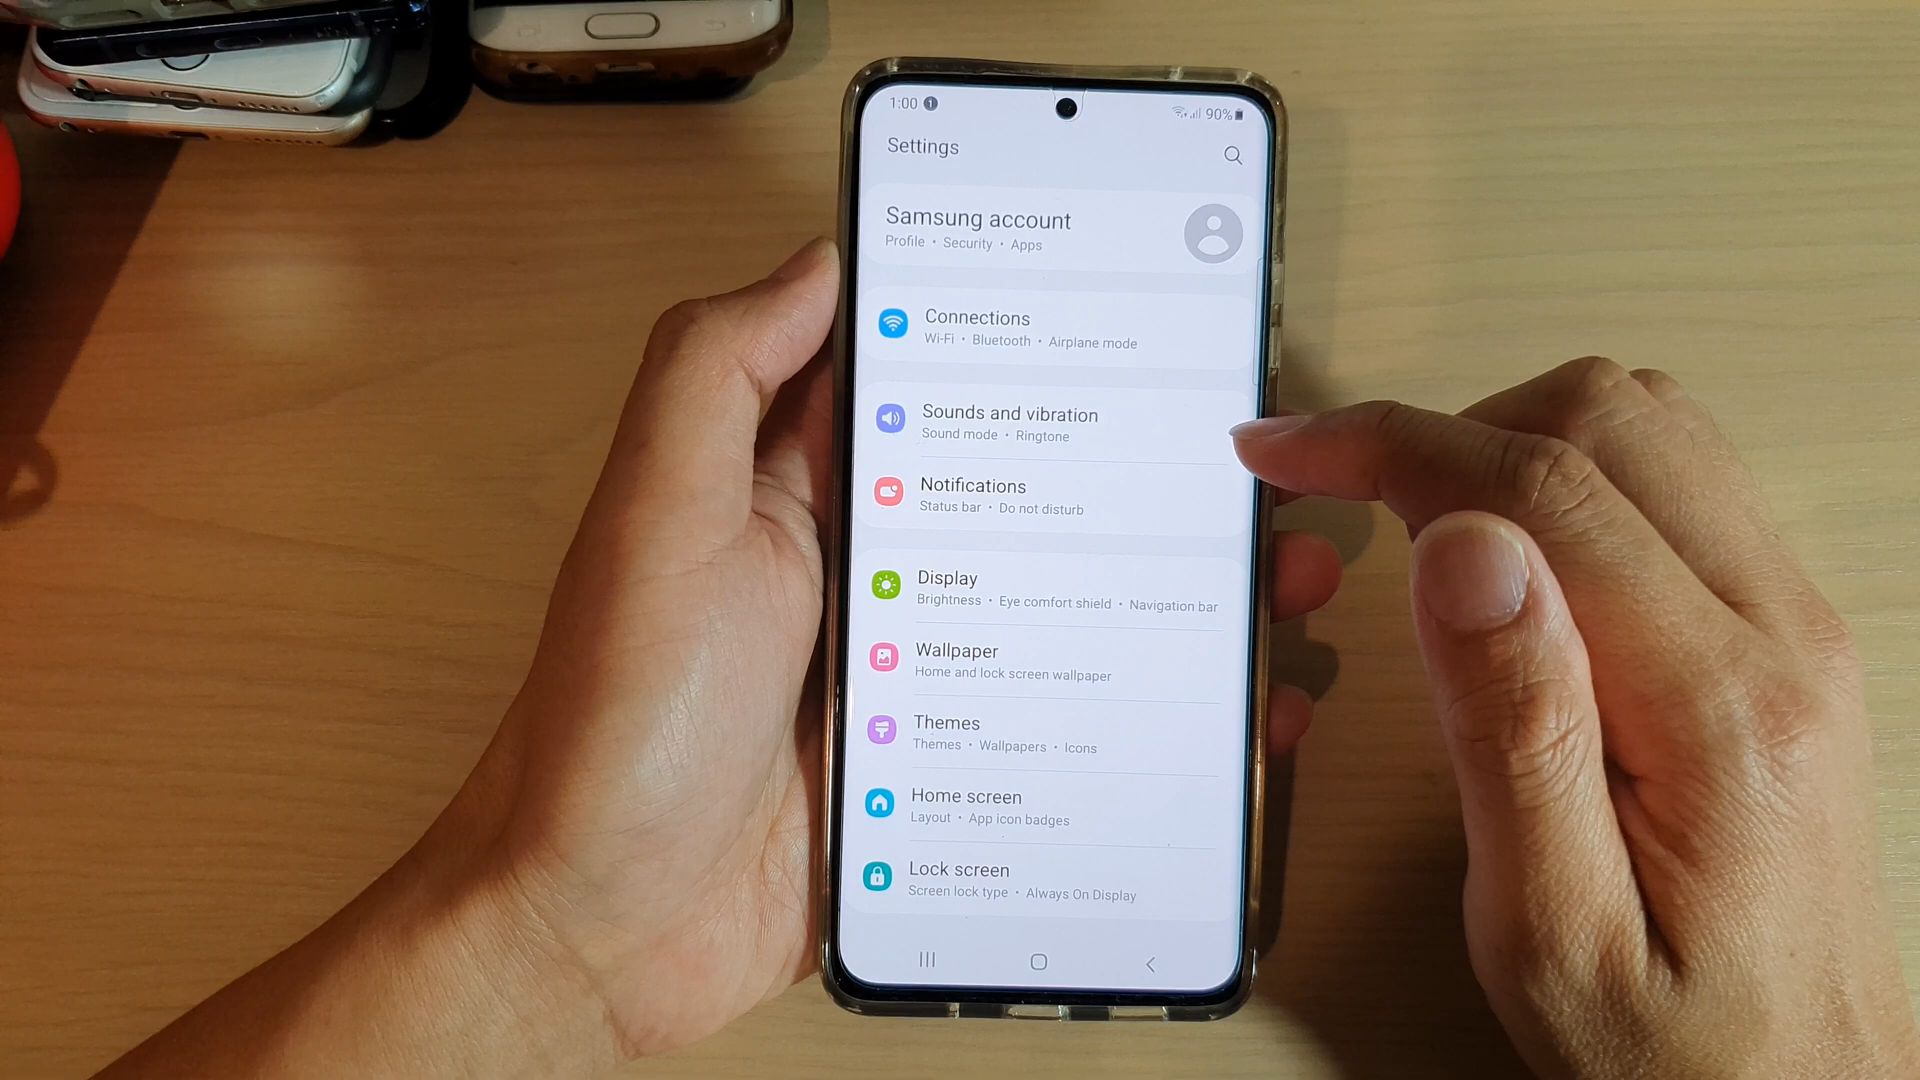 1:00
90%
Settings
Samsung account
Profile • Security • Apps
Connections
Wi-Fi • Bluetooth • Airplane mode
Sounds and vibration
Sound mode • Ringtone
Notifications
Status bar • Do not disturb
Display
Brightness • Eye comfort shield • Navigation bar
Wallpaper
Home and lock screen wallpaper
Themes
Themes • Wallpapers • Icons
Home screen
Layout • App icon badges
Lock screen
Screen lock type • Always On Display